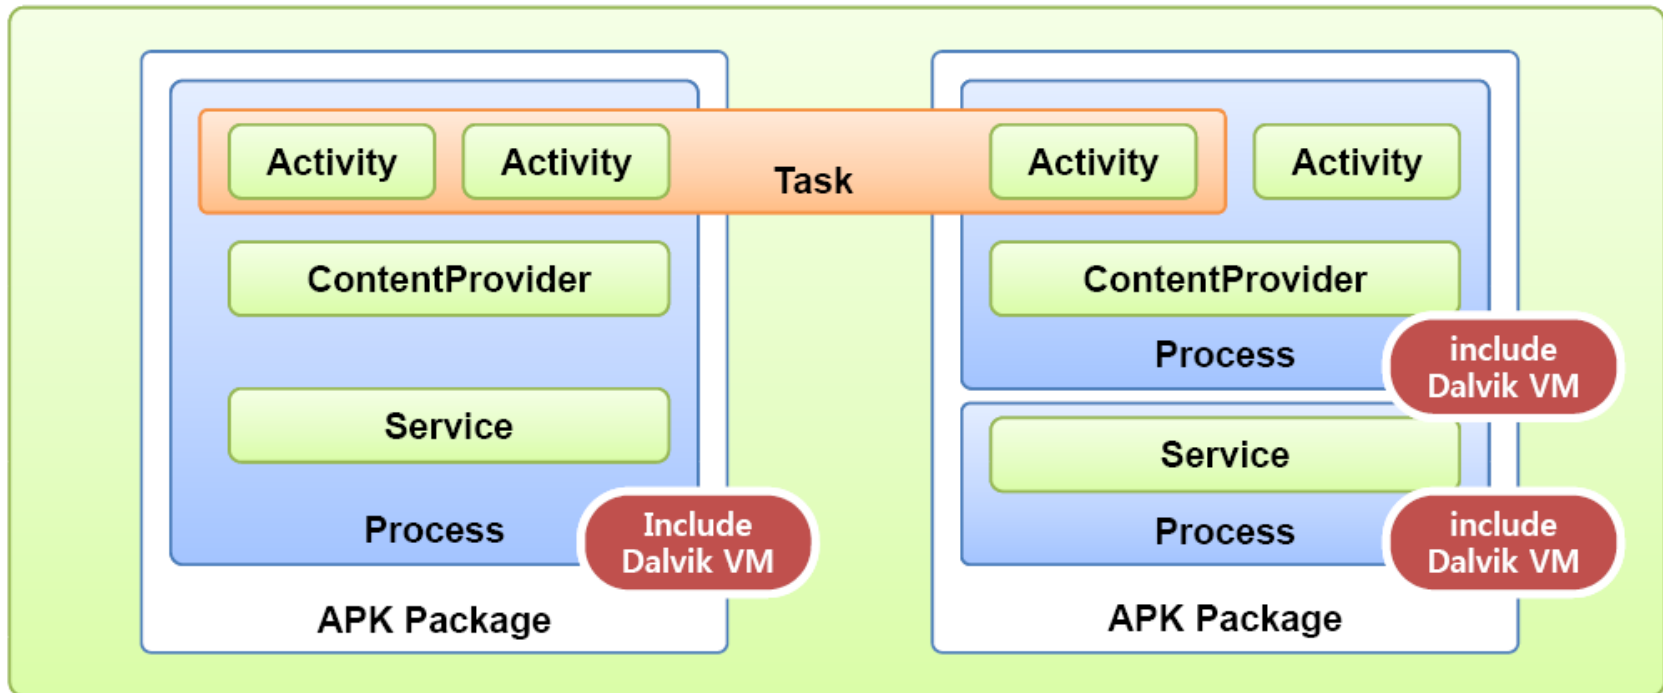 Activity
Activity
Task
Activity
Activity
ContentProvider
ContentProvider
Process
include
Dalvik VM
Service
Service
Process
Include
Dalvik VM
Process
include
Dalvik VM
APK Package
APK Package